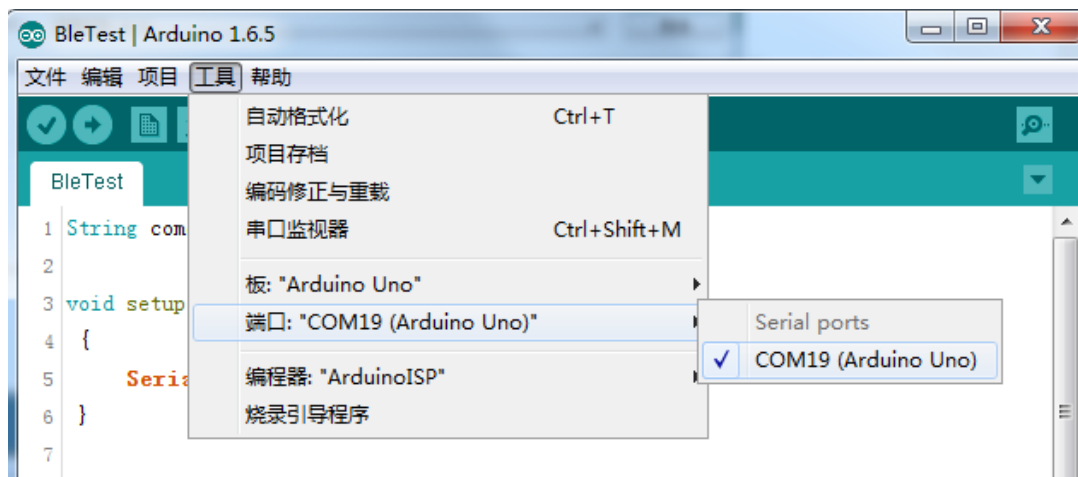 BleTest | Arduino 1.6.5
文件 编辑 项目 工具 帮助
自动格式化 Ctrl+T
项目存档
编码修正与重载
串口监视器 Ctrl+Shift+M
板: "Arduino Uno"
端口: "COM19 (Arduino Uno)"
编程器: "ArduinoISP"
烧录引导程序
Serial ports
COM19 (Arduino Uno)
BleTest
1 String com
2
3 void setup
4 {
5 Seria
6 }
7